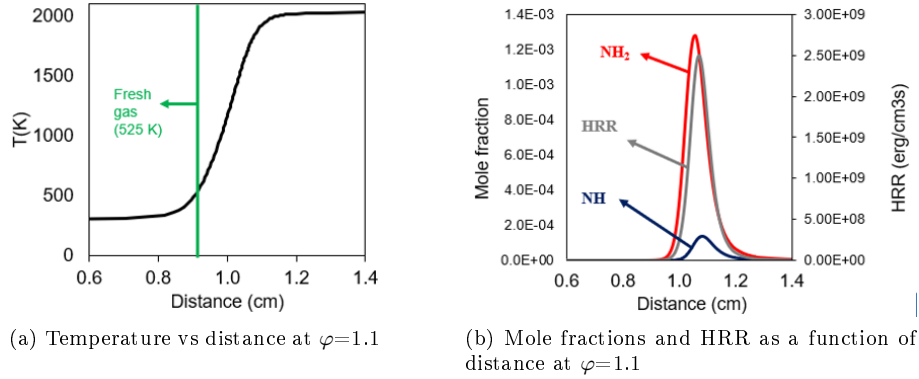 2000
1500
1000
500
0
T(K)
Fresh
gas
(525 K)
0.6 0.8 1.0 1.2 1.4
Distance (cm)
(a) Temperature vs distance at φ=1.1
1.4E-03
1.2E-03
1.0E-03
8.0E-04
6.0E-04
4.0E-04
2.0E-04
0.0E+00
Mole fraction
NH₂
HRR
NH
3.00E+09
2.50E+09
2.00E+09
1.50E+09
1.00E+09
5.00E+08
0.00E+00
HRR (erg/cm3s)
0.6 0.8 1.0 1.2 1.4
Distance (cm)
(b) Mole fractions and HRR as a function of
distance at φ=1.1